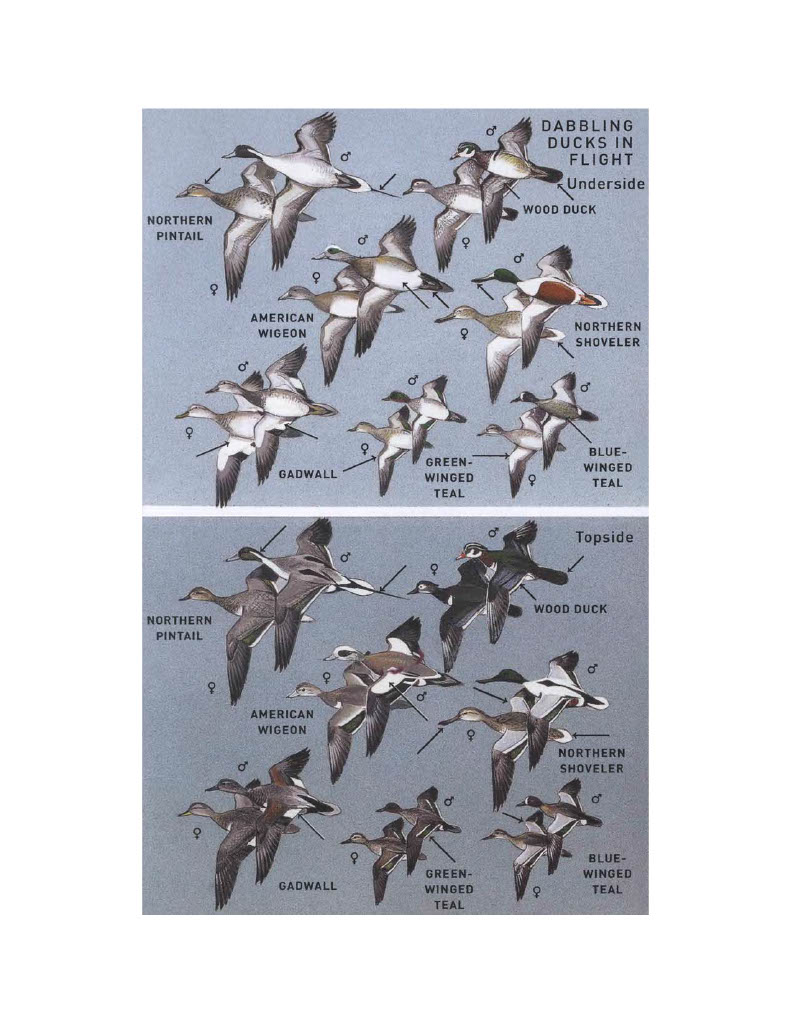 DABBLING
DUCKS IN
FLIGHT
♂
♂
Underside
WOOD DUCK
NORTHERN
PINTAIL
♀
♀
♂
♂
♀
AMERICAN
WIGEON
♀
NORTHERN
SHOVELER
♂
♂
♂
♀
♀
GADWALL
GREEN-
WINGED
TEAL
♀
BLUE-
WINGED
TEAL
Topside
♂
♀
WOOD DUCK
NORTHERN
PINTAIL
♀
♀
♂
♂
AMERICAN
WIGEON
♀
NORTHERN
SHOVELER
♂
♂
♂
♀
♀
GADWALL
GREEN-
WINGED
TEAL
♀
BLUE-
WINGED
TEAL